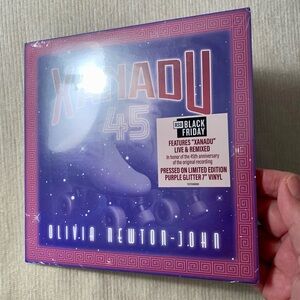 XANADU
45
RSD BLACK
FRIDAY
FEATURES "XANADU"
LIVE & REMIXED
In honor of the 45th anniversary
of the original recording
PRESSED ON LIMITED EDITION
PURPLE GLITTER 7" VINYL
OLIVIA NEWTON-JOHN